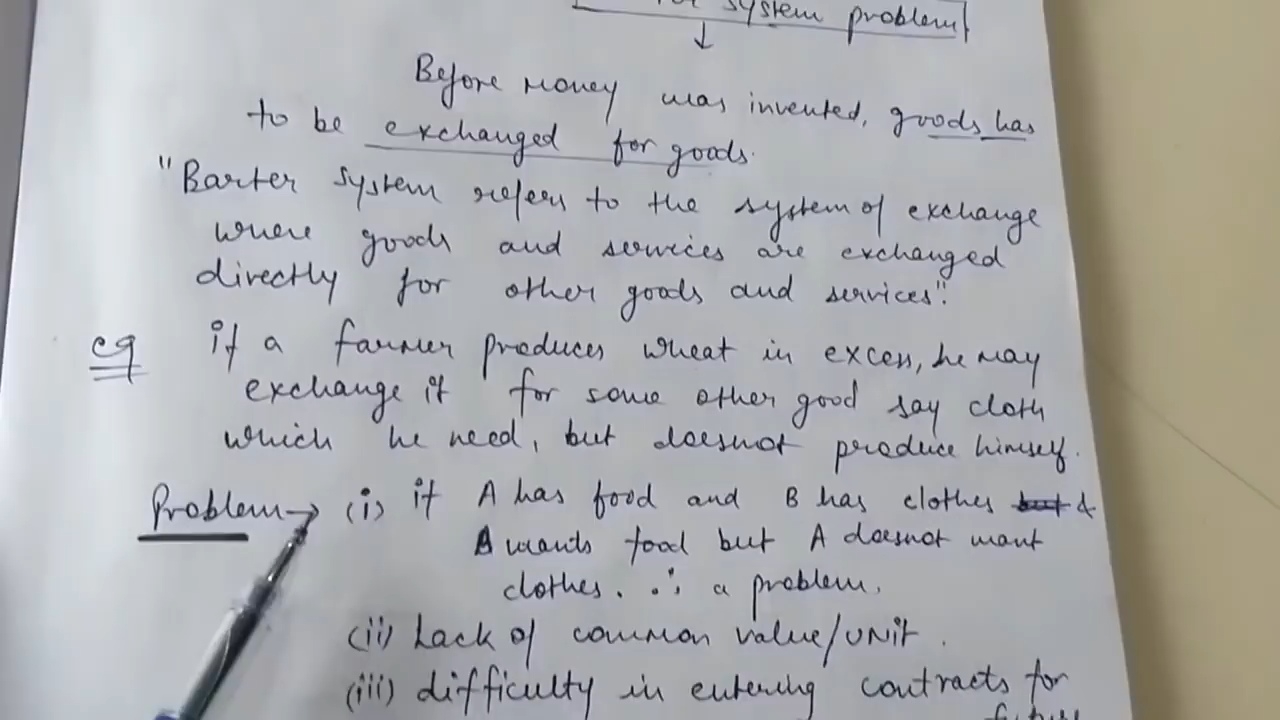 system problem
↓
Before money was invented, goods has
to be exchanged for goods.
"Barter system refers to the system of exchange
where goods and services are exchanged
directly for other goods and services".
eg if a farmer produces wheat in excess, he may
exchange it for some other good say cloth
which he need, but doesnot produce himself.
Problem → (i) if A has food and B has clothes &
B wants food but A doesnot want
clothes. ∴ a problem.
(ii) Lack of common value/unit.
(iii) difficulty in entering contracts for